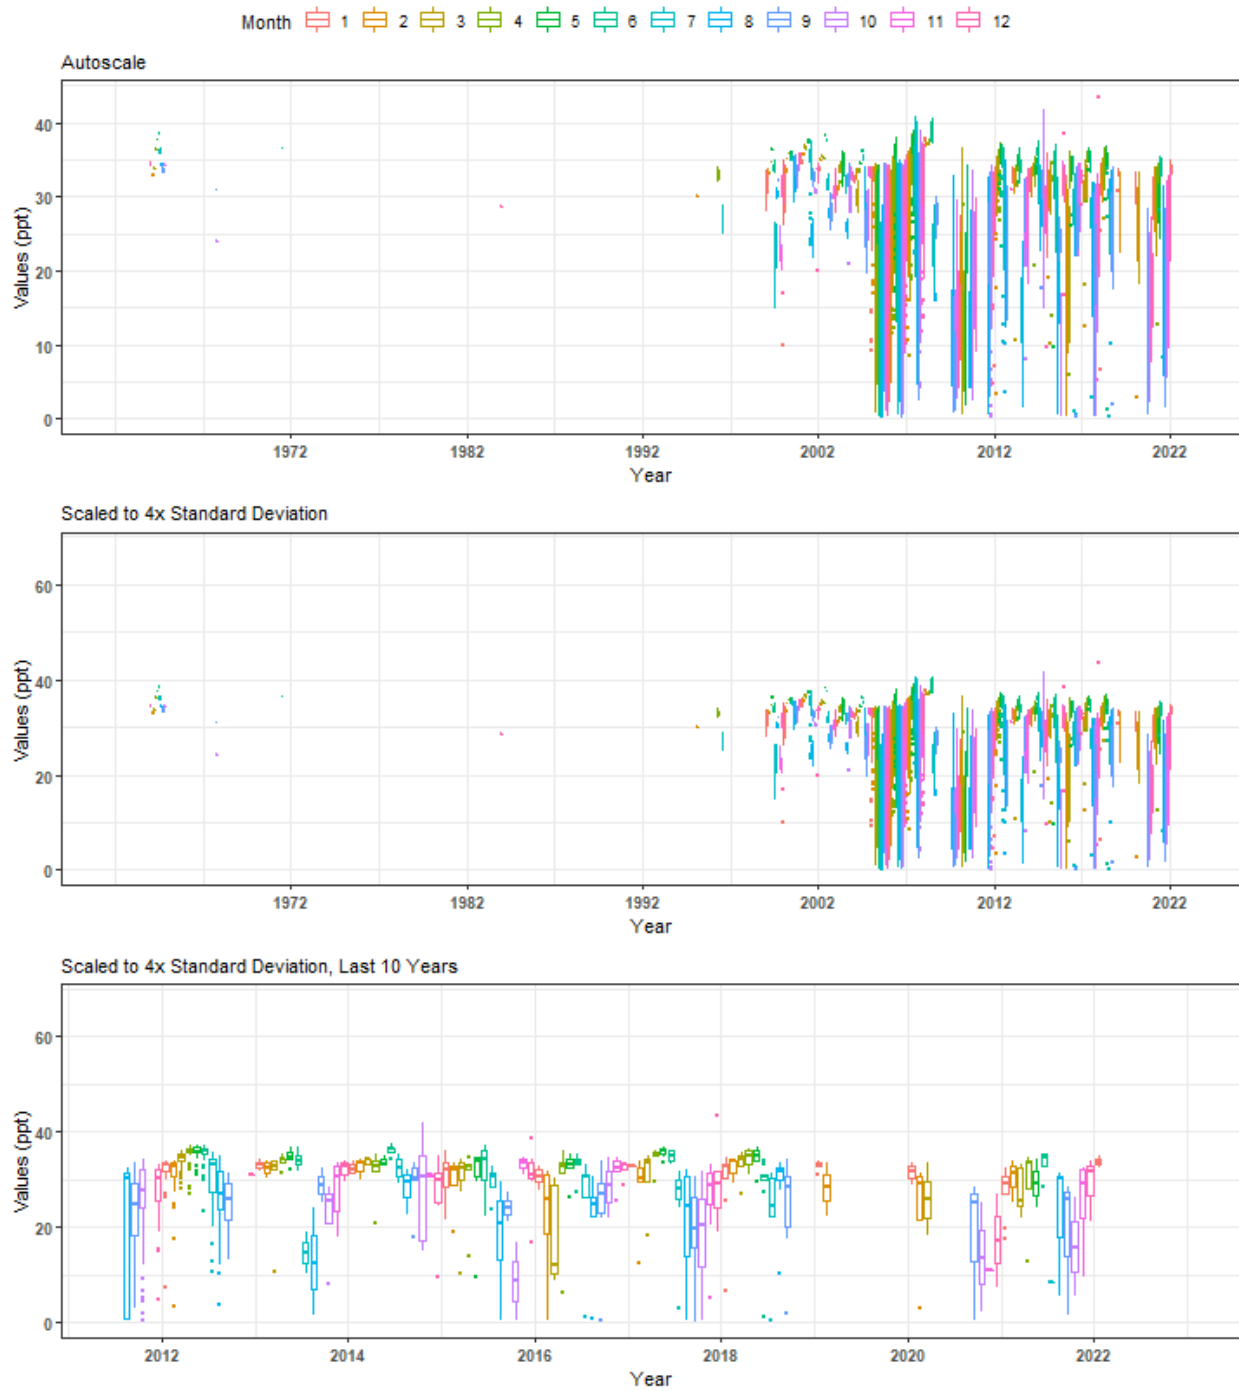 Month 1 2 3 4 5 6 7 8 9 10 11 12
Autoscale
Values (ppt)
40
30
20
10
0
1972 1982 1992 2002 2012 2022
Year
Scaled to 4x Standard Deviation
Values (ppt)
60
40
20
0
1972 1982 1992 2002 2012 2022
Year
Scaled to 4x Standard Deviation, Last 10 Years
Values (ppt)
60
40
20
0
2012 2014 2016 2018 2020 2022
Year